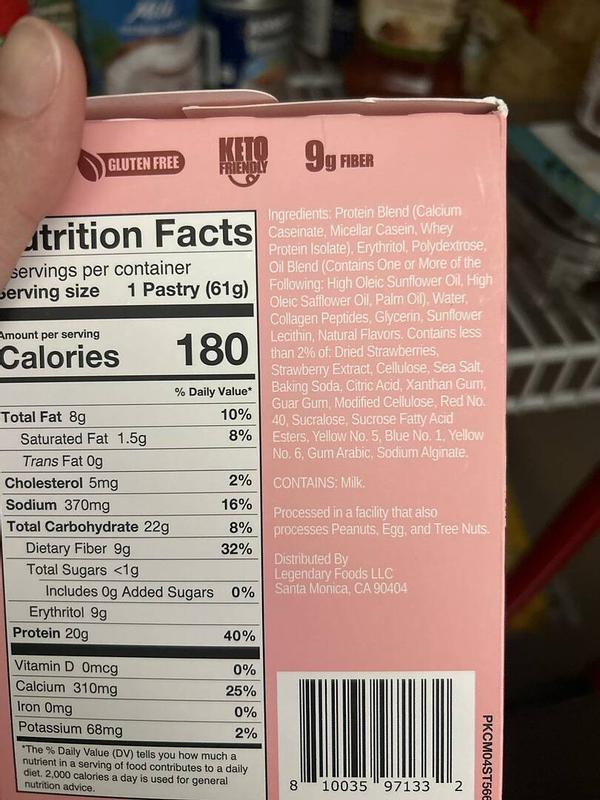 GLUTEN FREE
KETO
FRIENDLY
9g FIBER
Nutrition Facts
servings per container
serving size 1 Pastry (61g)
Amount per serving
Calories 180
% Daily Value*
Total Fat 8g 10%
Saturated Fat 1.5g 8%
Trans Fat 0g
Cholesterol 5mg 2%
Sodium 370mg 16%
Total Carbohydrate 22g 8%
Dietary Fiber 9g 32%
Total Sugars <1g
Includes 0g Added Sugars 0%
Erythritol 9g
Protein 20g 40%
Vitamin D 0mcg 0%
Calcium 310mg 25%
Iron 0mg 0%
Potassium 68mg 2%
*The % Daily Value (DV) tells you how much a
nutrient in a serving of food contributes to a daily
diet. 2,000 calories a day is used for general
nutrition advice.
Ingredients: Protein Blend (Calcium
Caseinate, Micellar Casein, Whey
Protein Isolate), Erythritol, Polydextrose,
Oil Blend (Contains One or More of the
Following: High Oleic Sunflower Oil, High
Oleic Safflower Oil, Palm Oil), Water,
Collagen Peptides, Glycerin, Sunflower
Lecithin, Natural Flavors. Contains less
than 2% of: Dried Strawberries,
Strawberry Extract, Cellulose, Sea Salt,
Baking Soda, Citric Acid, Xanthan Gum,
Guar Gum, Modified Cellulose, Red No.
40, Sucralose, Sucrose Fatty Acid
Esters, Yellow No. 5, Blue No. 1, Yellow
No. 6, Gum Arabic, Sodium Alginate.
CONTAINS: Milk.
Processed in a facility that also
processes Peanuts, Egg, and Tree Nuts.
Distributed By
Legendary Foods LLC
Santa Monica, CA 90404
8 10035 97133 2